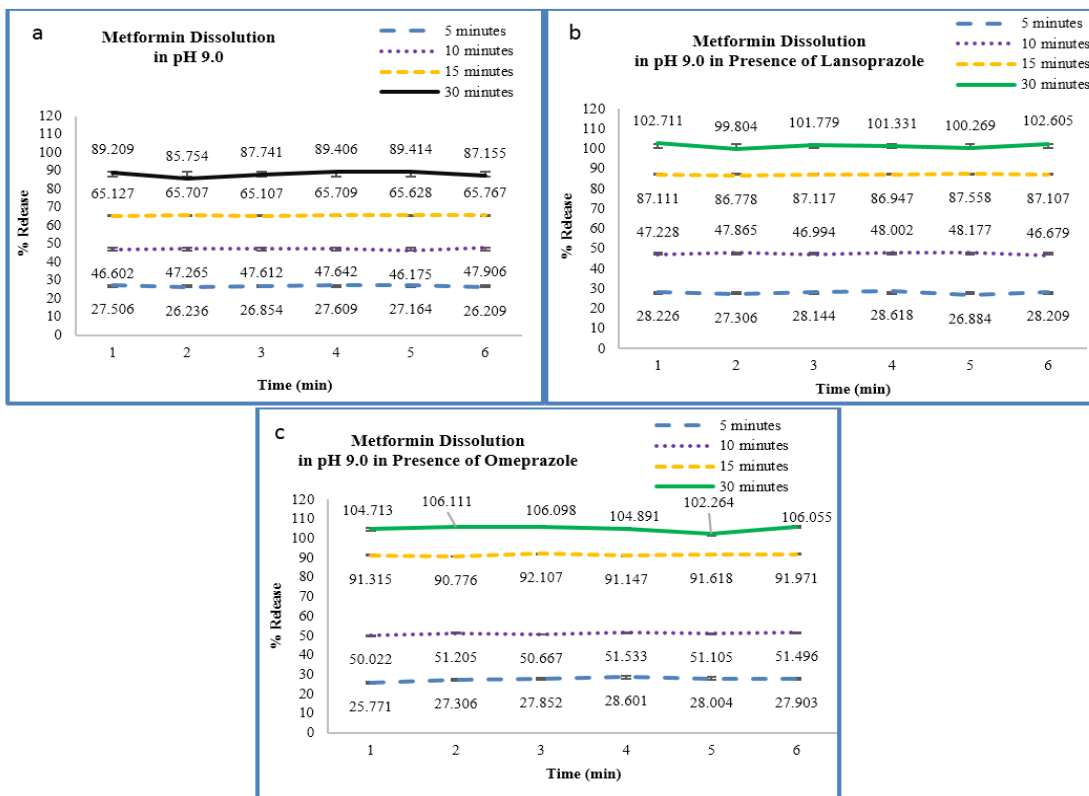 a
Metformin Dissolution
in pH 9.0
5 minutes
10 minutes
15 minutes
30 minutes
% Release
120
110
100
90
80
70
60
50
40
30
20
10
0
89.209 85.754 87.741 89.406 89.414 87.155
65.127 65.707 65.107 65.709 65.628 65.767
46.602 47.265 47.612 47.642 46.175 47.906
27.506 26.236 26.854 27.609 27.164 26.209
1 2 3 4 5 6
Time (min)
b
Metformin Dissolution
in pH 9.0 in Presence of Lansoprazole
5 minutes
10 minutes
15 minutes
30 minutes
% Release
120
110
100
90
80
70
60
50
40
30
20
10
0
102.711 99.804 101.779 101.331 100.269 102.605
87.111 86.778 87.117 86.947 87.558 87.107
47.228 47.865 46.994 48.002 48.177 46.679
28.226 27.306 28.144 28.618 26.884 28.209
1 2 3 4 5 6
Time (min)
c
Metformin Dissolution
in pH 9.0 in Presence of Omeprazole
5 minutes
10 minutes
15 minutes
30 minutes
% Release
120
110
100
90
80
70
60
50
40
30
20
10
0
104.713 106.111 106.098 104.891 102.264 106.055
91.315 90.776 92.107 91.147 91.618 91.971
50.022 51.205 50.667 51.533 51.105 51.496
25.771 27.306 27.852 28.601 28.004 27.903
1 2 3 4 5 6
Time (min)